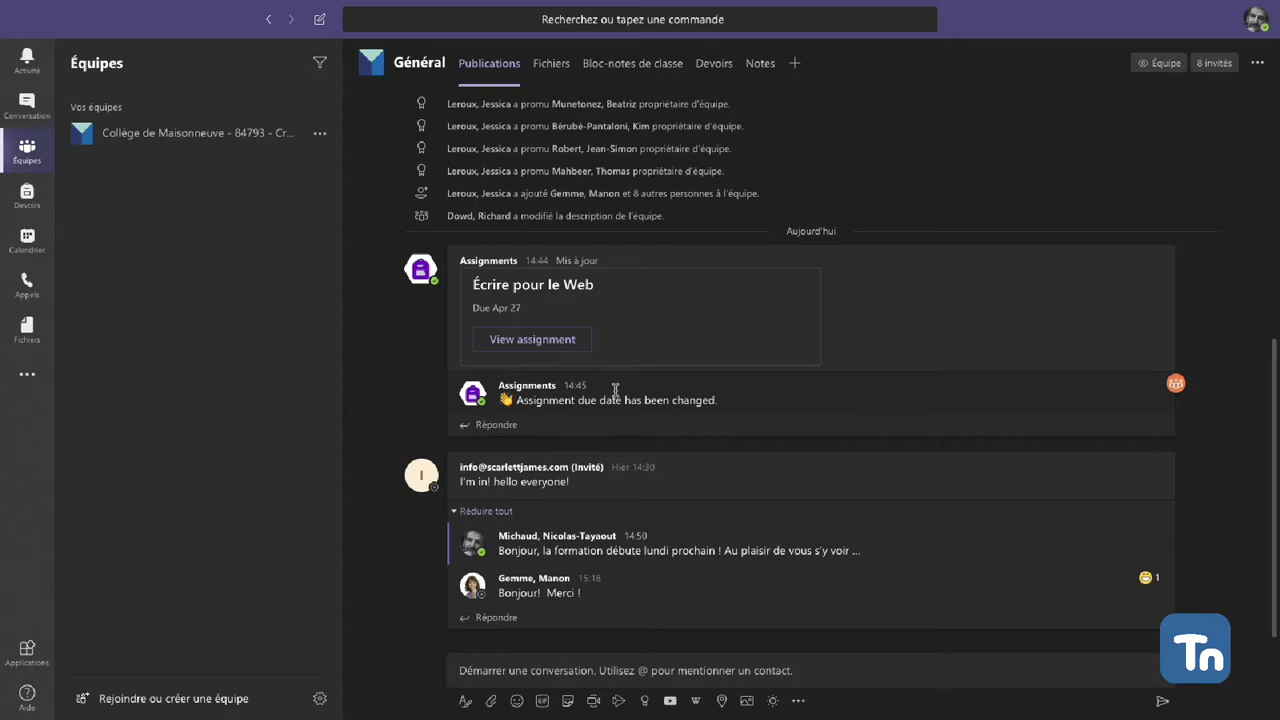 Recherchez ou tapez une commande
Activité
Conversation
Équipes
Devoirs
Calendrier
Appels
Fichiers
Applications
Aide
Équipes
Vos équipes
Collège de Maisonneuve - 84793 - Cr...
Rejoindre ou créer une équipe
Général
Publications
Fichiers
Bloc-notes de classe
Devoirs
Notes
Équipe
8 invités
Leroux, Jessica a promu Munetonez, Beatriz propriétaire d'équipe.
Leroux, Jessica a promu Bérubé-Pantaloni, Kim propriétaire d'équipe.
Leroux, Jessica a promu Robert, Jean-Simon propriétaire d'équipe.
Leroux, Jessica a promu Mahbeer, Thomas propriétaire d'équipe.
Leroux, Jessica a ajouté Gemme, Manon et 8 autres personnes à l'équipe.
Dowd, Richard a modifié la description de l'équipe.
Aujourd'hui
Assignments 14:44 Mis à jour
Écrire pour le Web
Due Apr 27
View assignment
Assignments 14:45
👋 Assignment due date has been changed.
Répondre
I
info@scarlettjames.com (Invité) Hier 14:30
I'm in! hello everyone!
Réduire tout
Michaud, Nicolas-Tayaout 14:50
Bonjour, la formation débute lundi prochain ! Au plaisir de vous s'y voir ...
Gemme, Manon 15:18
1
Bonjour! Merci !
Répondre
Tn
Démarrer une conversation. Utilisez @ pour mentionner un contact.
GIF
W